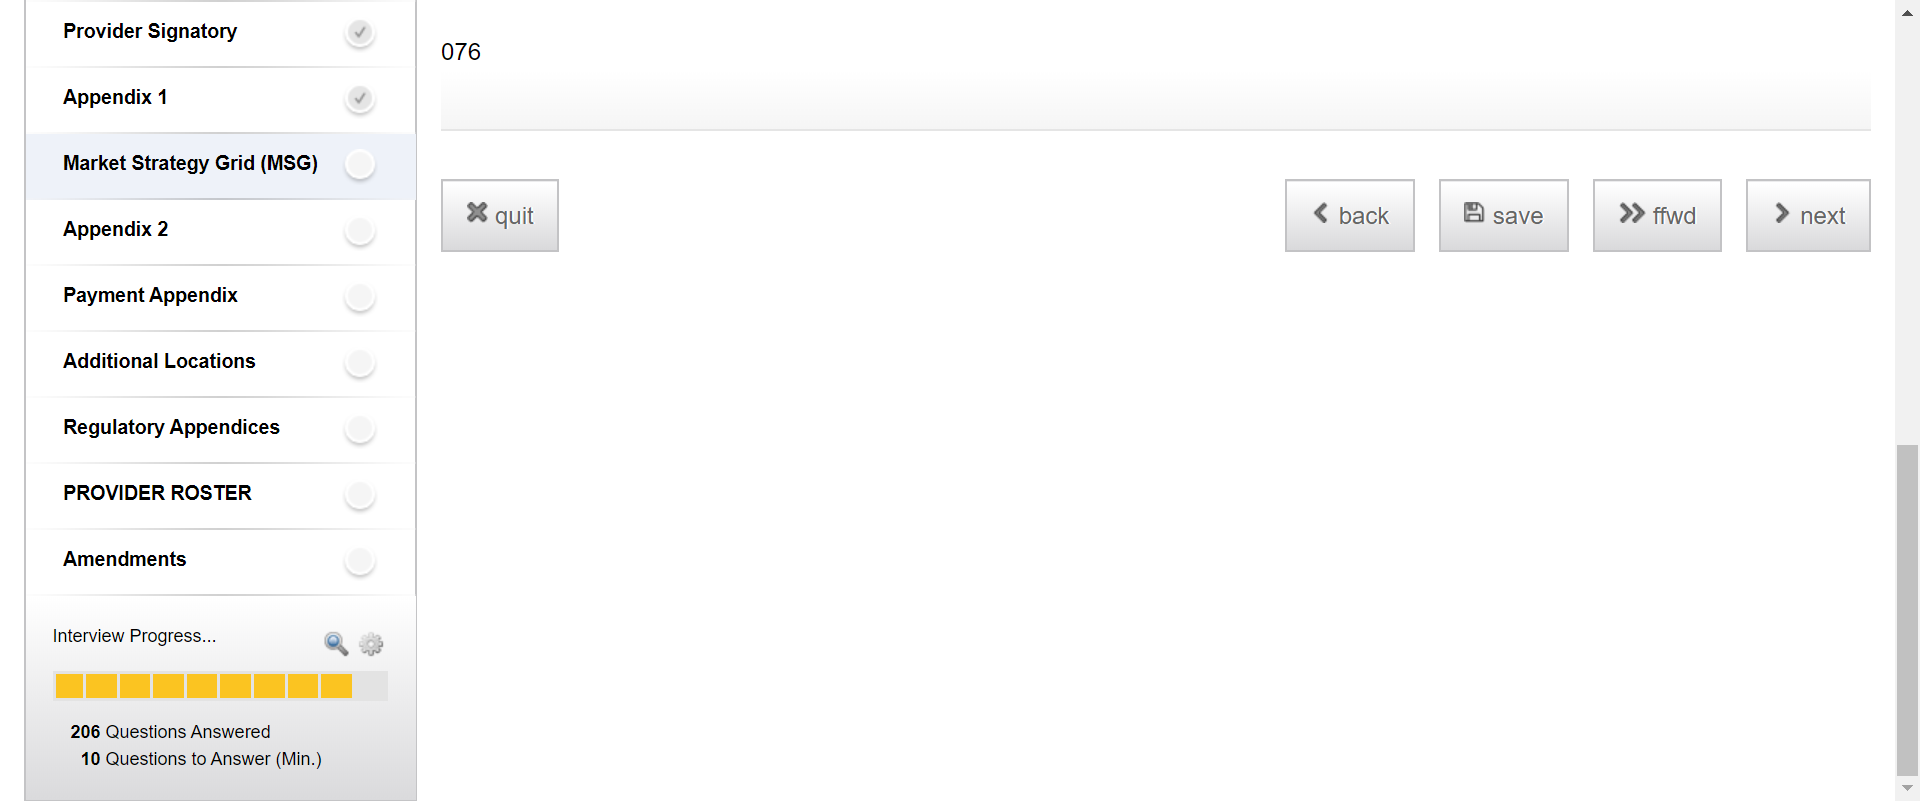 Provider Signatory
Appendix 1
Market Strategy Grid (MSG)
Appendix 2
Payment Appendix
Additional Locations
Regulatory Appendices
PROVIDER ROSTER
Amendments
Interview Progress...
206 Questions Answered
10 Questions to Answer (Min.)
076
quit
back
save
ffwd
next